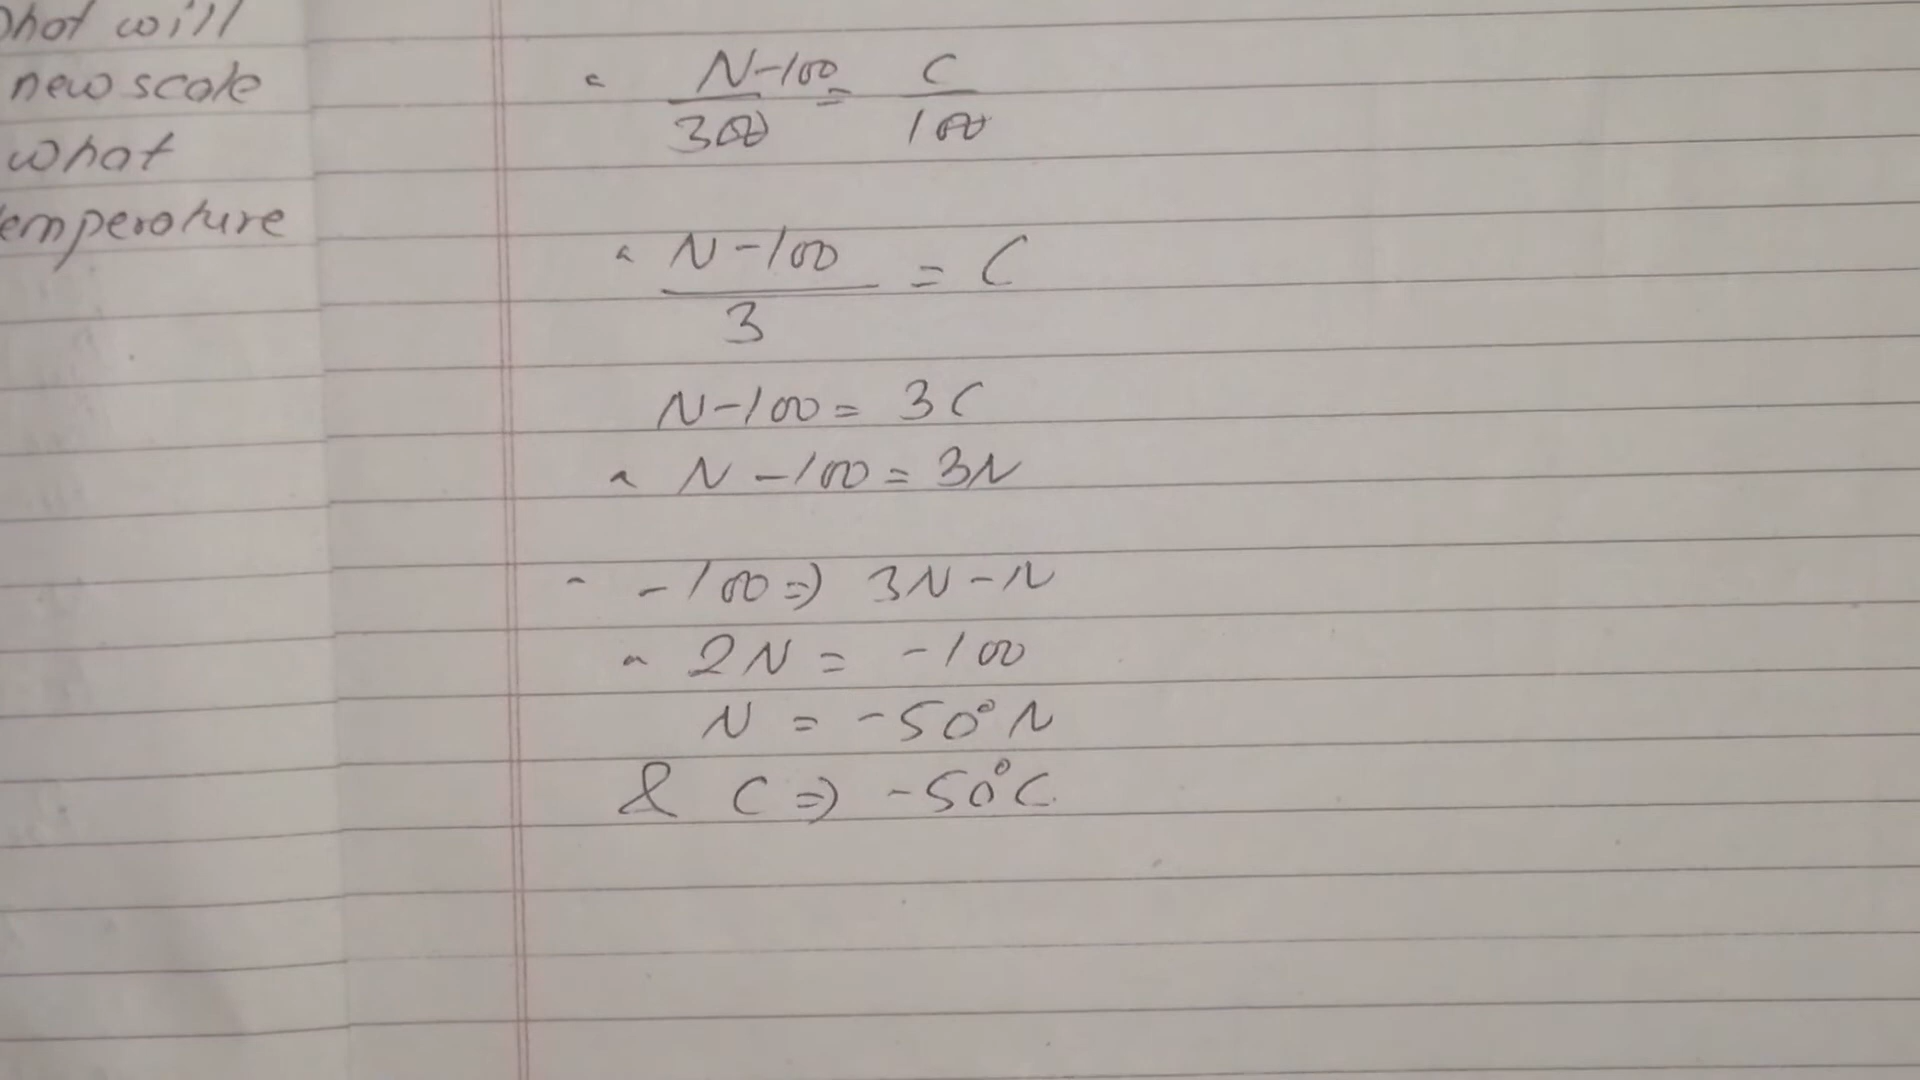 hot will
new scale
what
emperature
N-100/300 = C/100
N-100/3 = C
N-100 = 3C
N-100 = 3N
-100 ⇒ 3N-N
2N = -100
N = -50°N
& C ⇒ -50°C